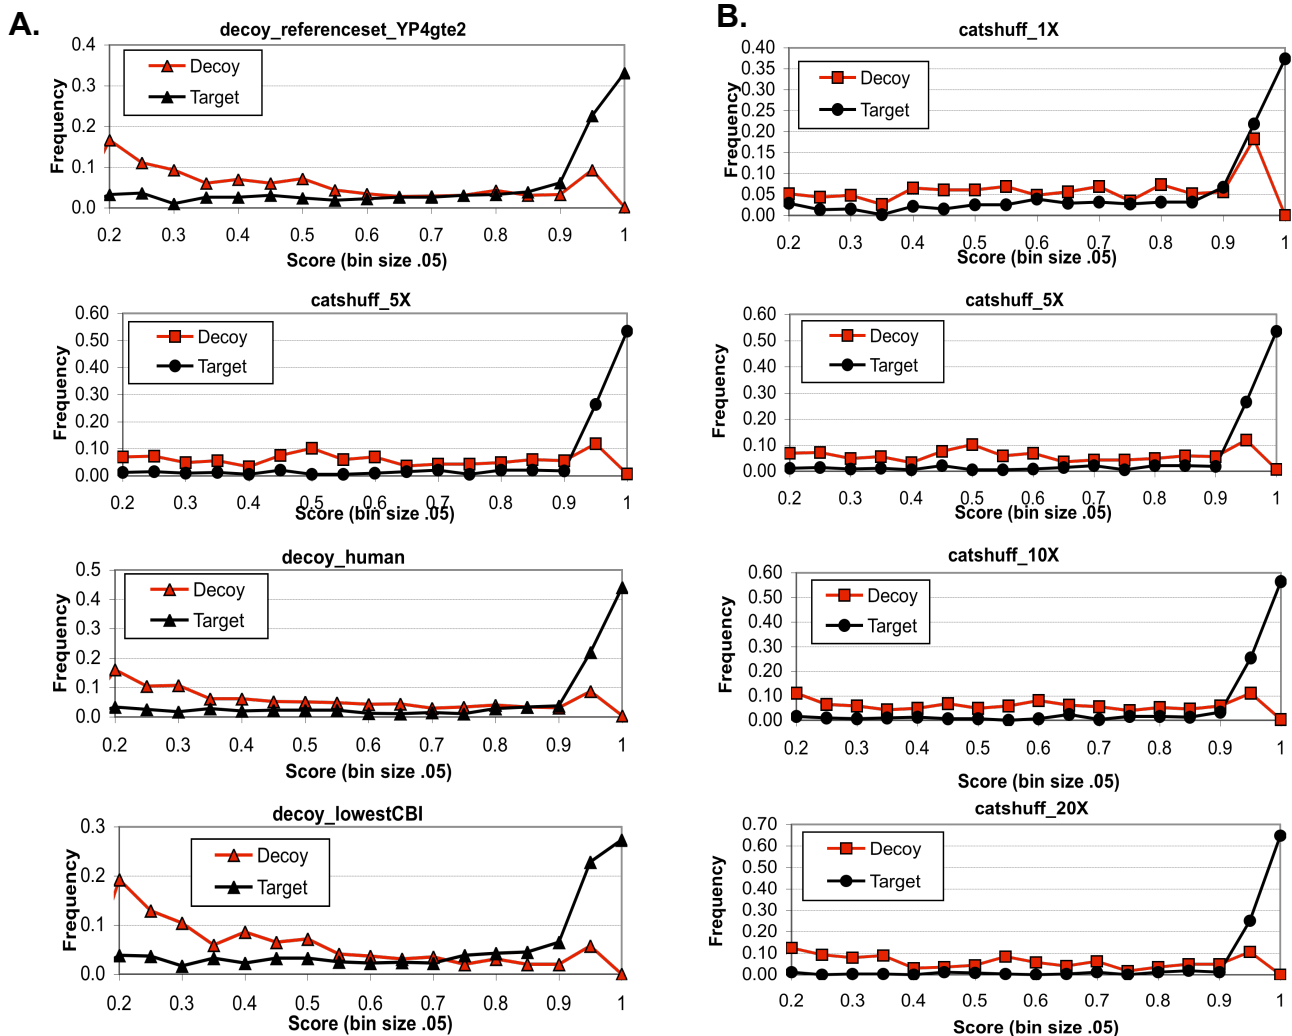 A.
decoy_referenceset_YP4gte2
0.4
0.3
0.2
0.1
0.0
Frequency
Decoy
Target
0.2 0.3 0.4 0.5 0.6 0.7 0.8 0.9 1
Score (bin size .05)
catshuff_5X
0.60
0.50
0.40
0.30
0.20
0.10
0.00
Frequency
Decoy
Target
0.2 0.3 0.4 0.5 0.6 0.7 0.8 0.9 1
Score (bin size .05)
decoy_human
0.5
0.4
0.3
0.2
0.1
0.0
Frequency
Decoy
Target
0.2 0.3 0.4 0.5 0.6 0.7 0.8 0.9 1
Score (bin size .05)
decoy_lowestCBI
0.3
0.2
0.1
0.0
Frequency
Decoy
Target
0.2 0.3 0.4 0.5 0.6 0.7 0.8 0.9 1
Score (bin size .05)
B.
catshuff_1X
0.40
0.35
0.30
0.25
0.20
0.15
0.10
0.05
0.00
Frequency
Decoy
Target
0.2 0.3 0.4 0.5 0.6 0.7 0.8 0.9 1
Score (bin size .05)
catshuff_5X
0.60
0.50
0.40
0.30
0.20
0.10
0.00
Frequency
Decoy
Target
0.2 0.3 0.4 0.5 0.6 0.7 0.8 0.9 1
Score (bin size .05)
catshuff_10X
0.60
0.50
0.40
0.30
0.20
0.10
0.00
Frequency
Decoy
Target
0.2 0.3 0.4 0.5 0.6 0.7 0.8 0.9 1
Score (bin size .05)
catshuff_20X
0.70
0.60
0.50
0.40
0.30
0.20
0.10
0.00
Frequency
Decoy
Target
0.2 0.3 0.4 0.5 0.6 0.7 0.8 0.9 1
Score (bin size .05)